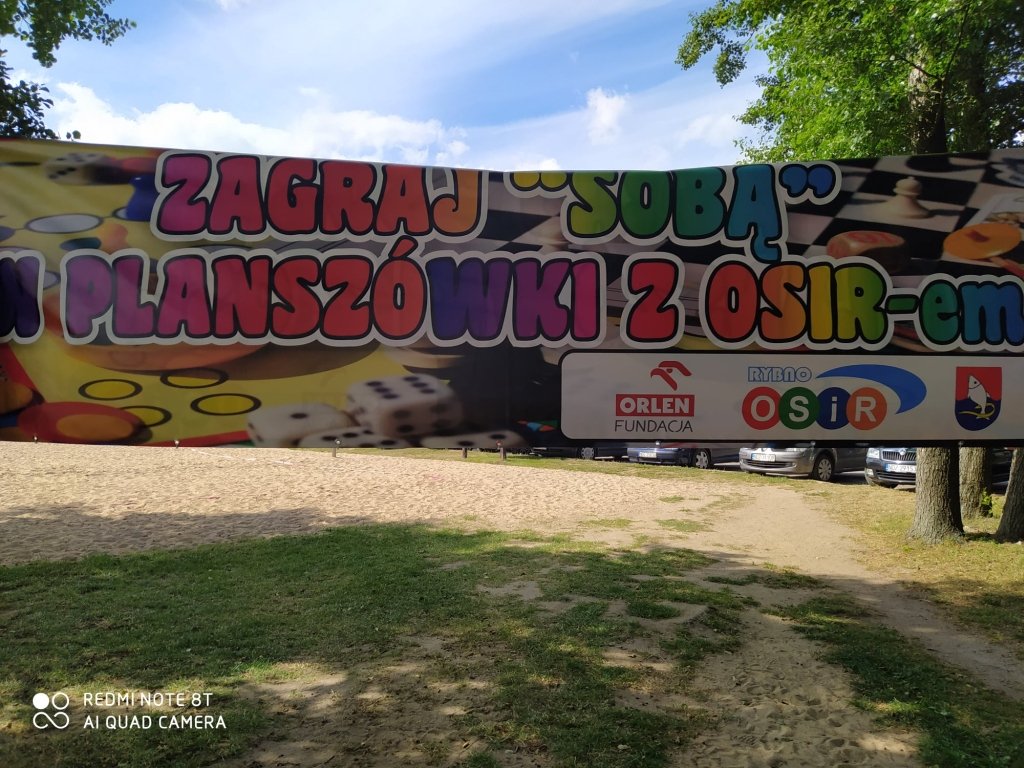 ZAGRAJ “SOBĄ”
W PLANSZÓWKI Z OSIR-em
ORLEN
FUNDACJA
RYBNO
OSiR
REDMI NOTE 8T
AI QUAD CAMERA